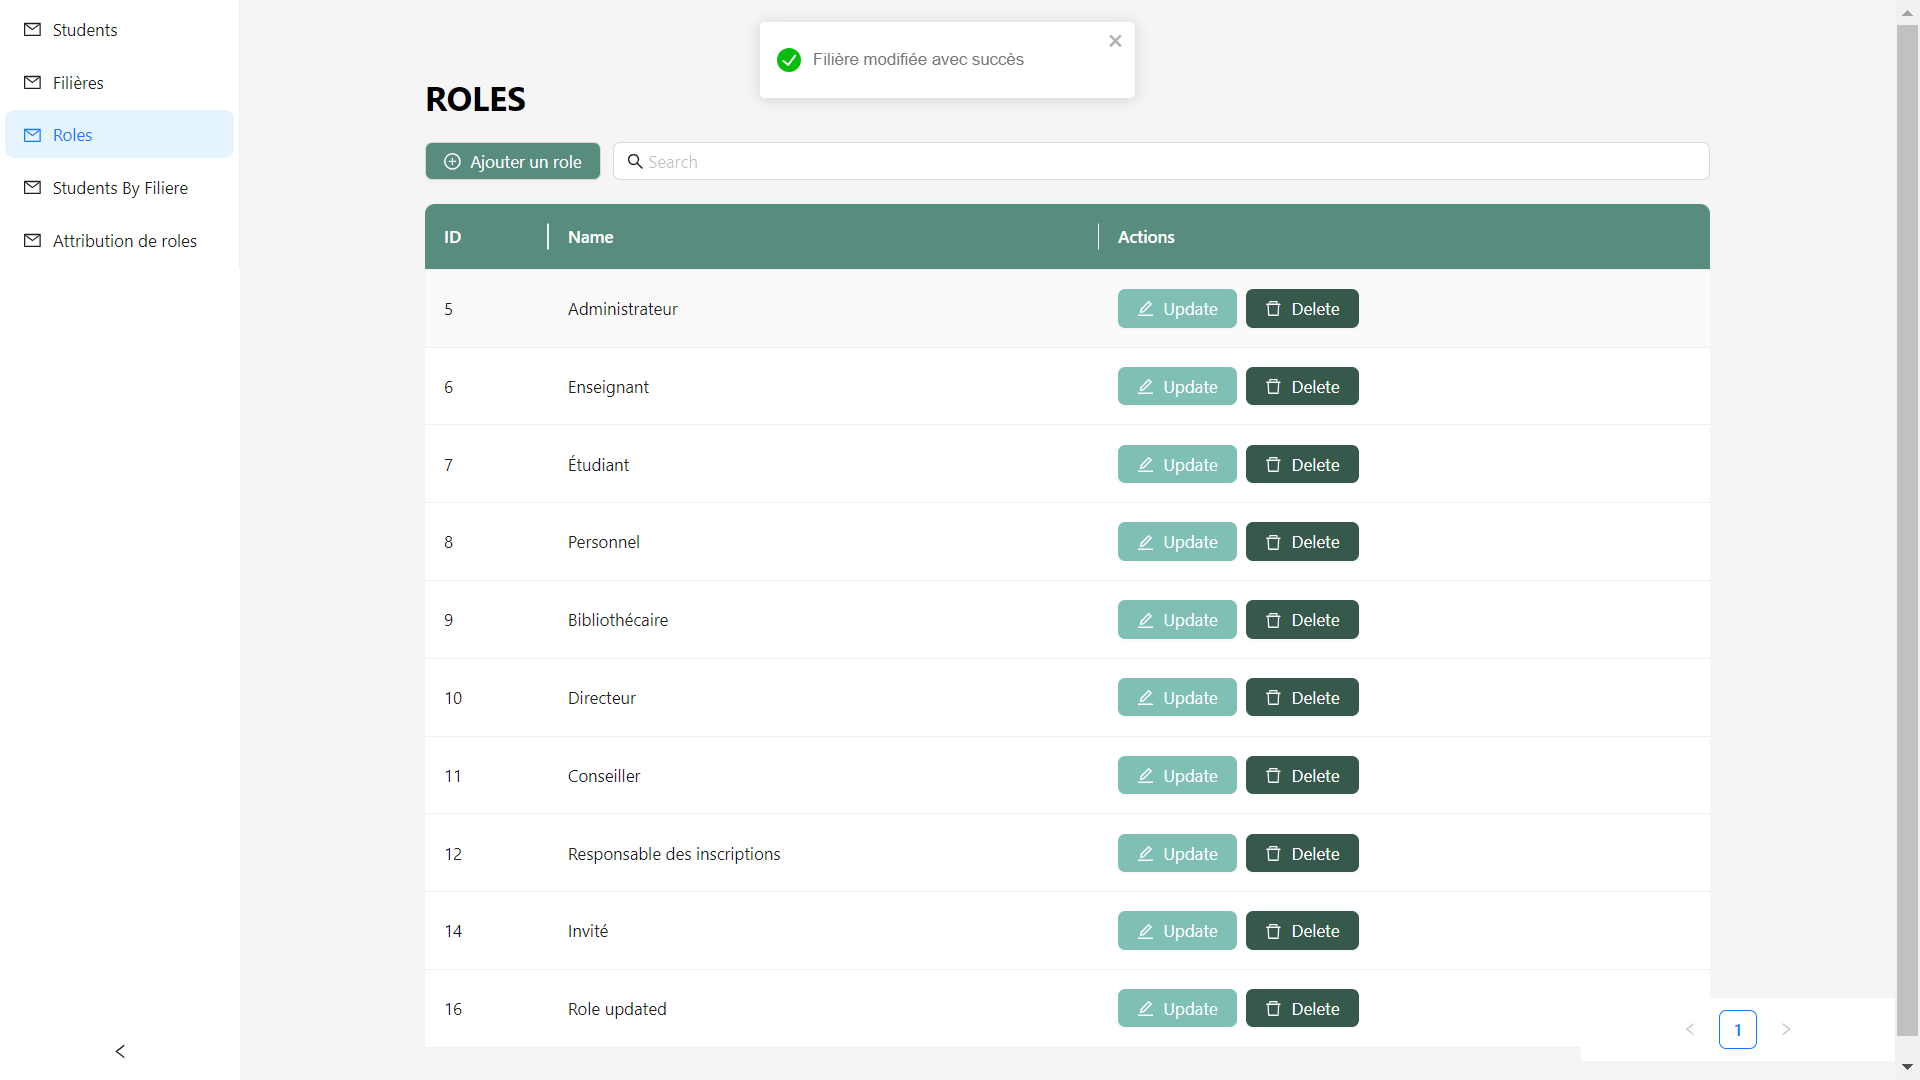 Students
Filières
Roles
Students By Filiere
Attribution de roles
Filière modifiée avec succès
ROLES
Ajouter un role
Search
ID Name Actions
5 Administrateur Update Delete
6 Enseignant Update Delete
7 Étudiant Update Delete
8 Personnel Update Delete
9 Bibliothécaire Update Delete
10 Directeur Update Delete
11 Conseiller Update Delete
12 Responsable des inscriptions Update Delete
14 Invité Update Delete
16 Role updated Update Delete
1